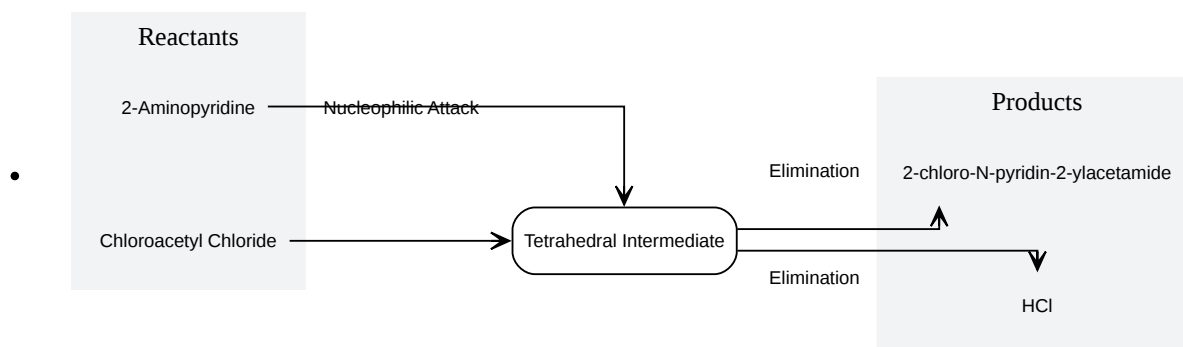 Reactants
2-Aminopyridine
Nucleophilic Attack
Chloroacetyl Chloride
Tetrahedral Intermediate
Elimination
Elimination
Products
2-chloro-N-pyridin-2-ylacetamide
HCl